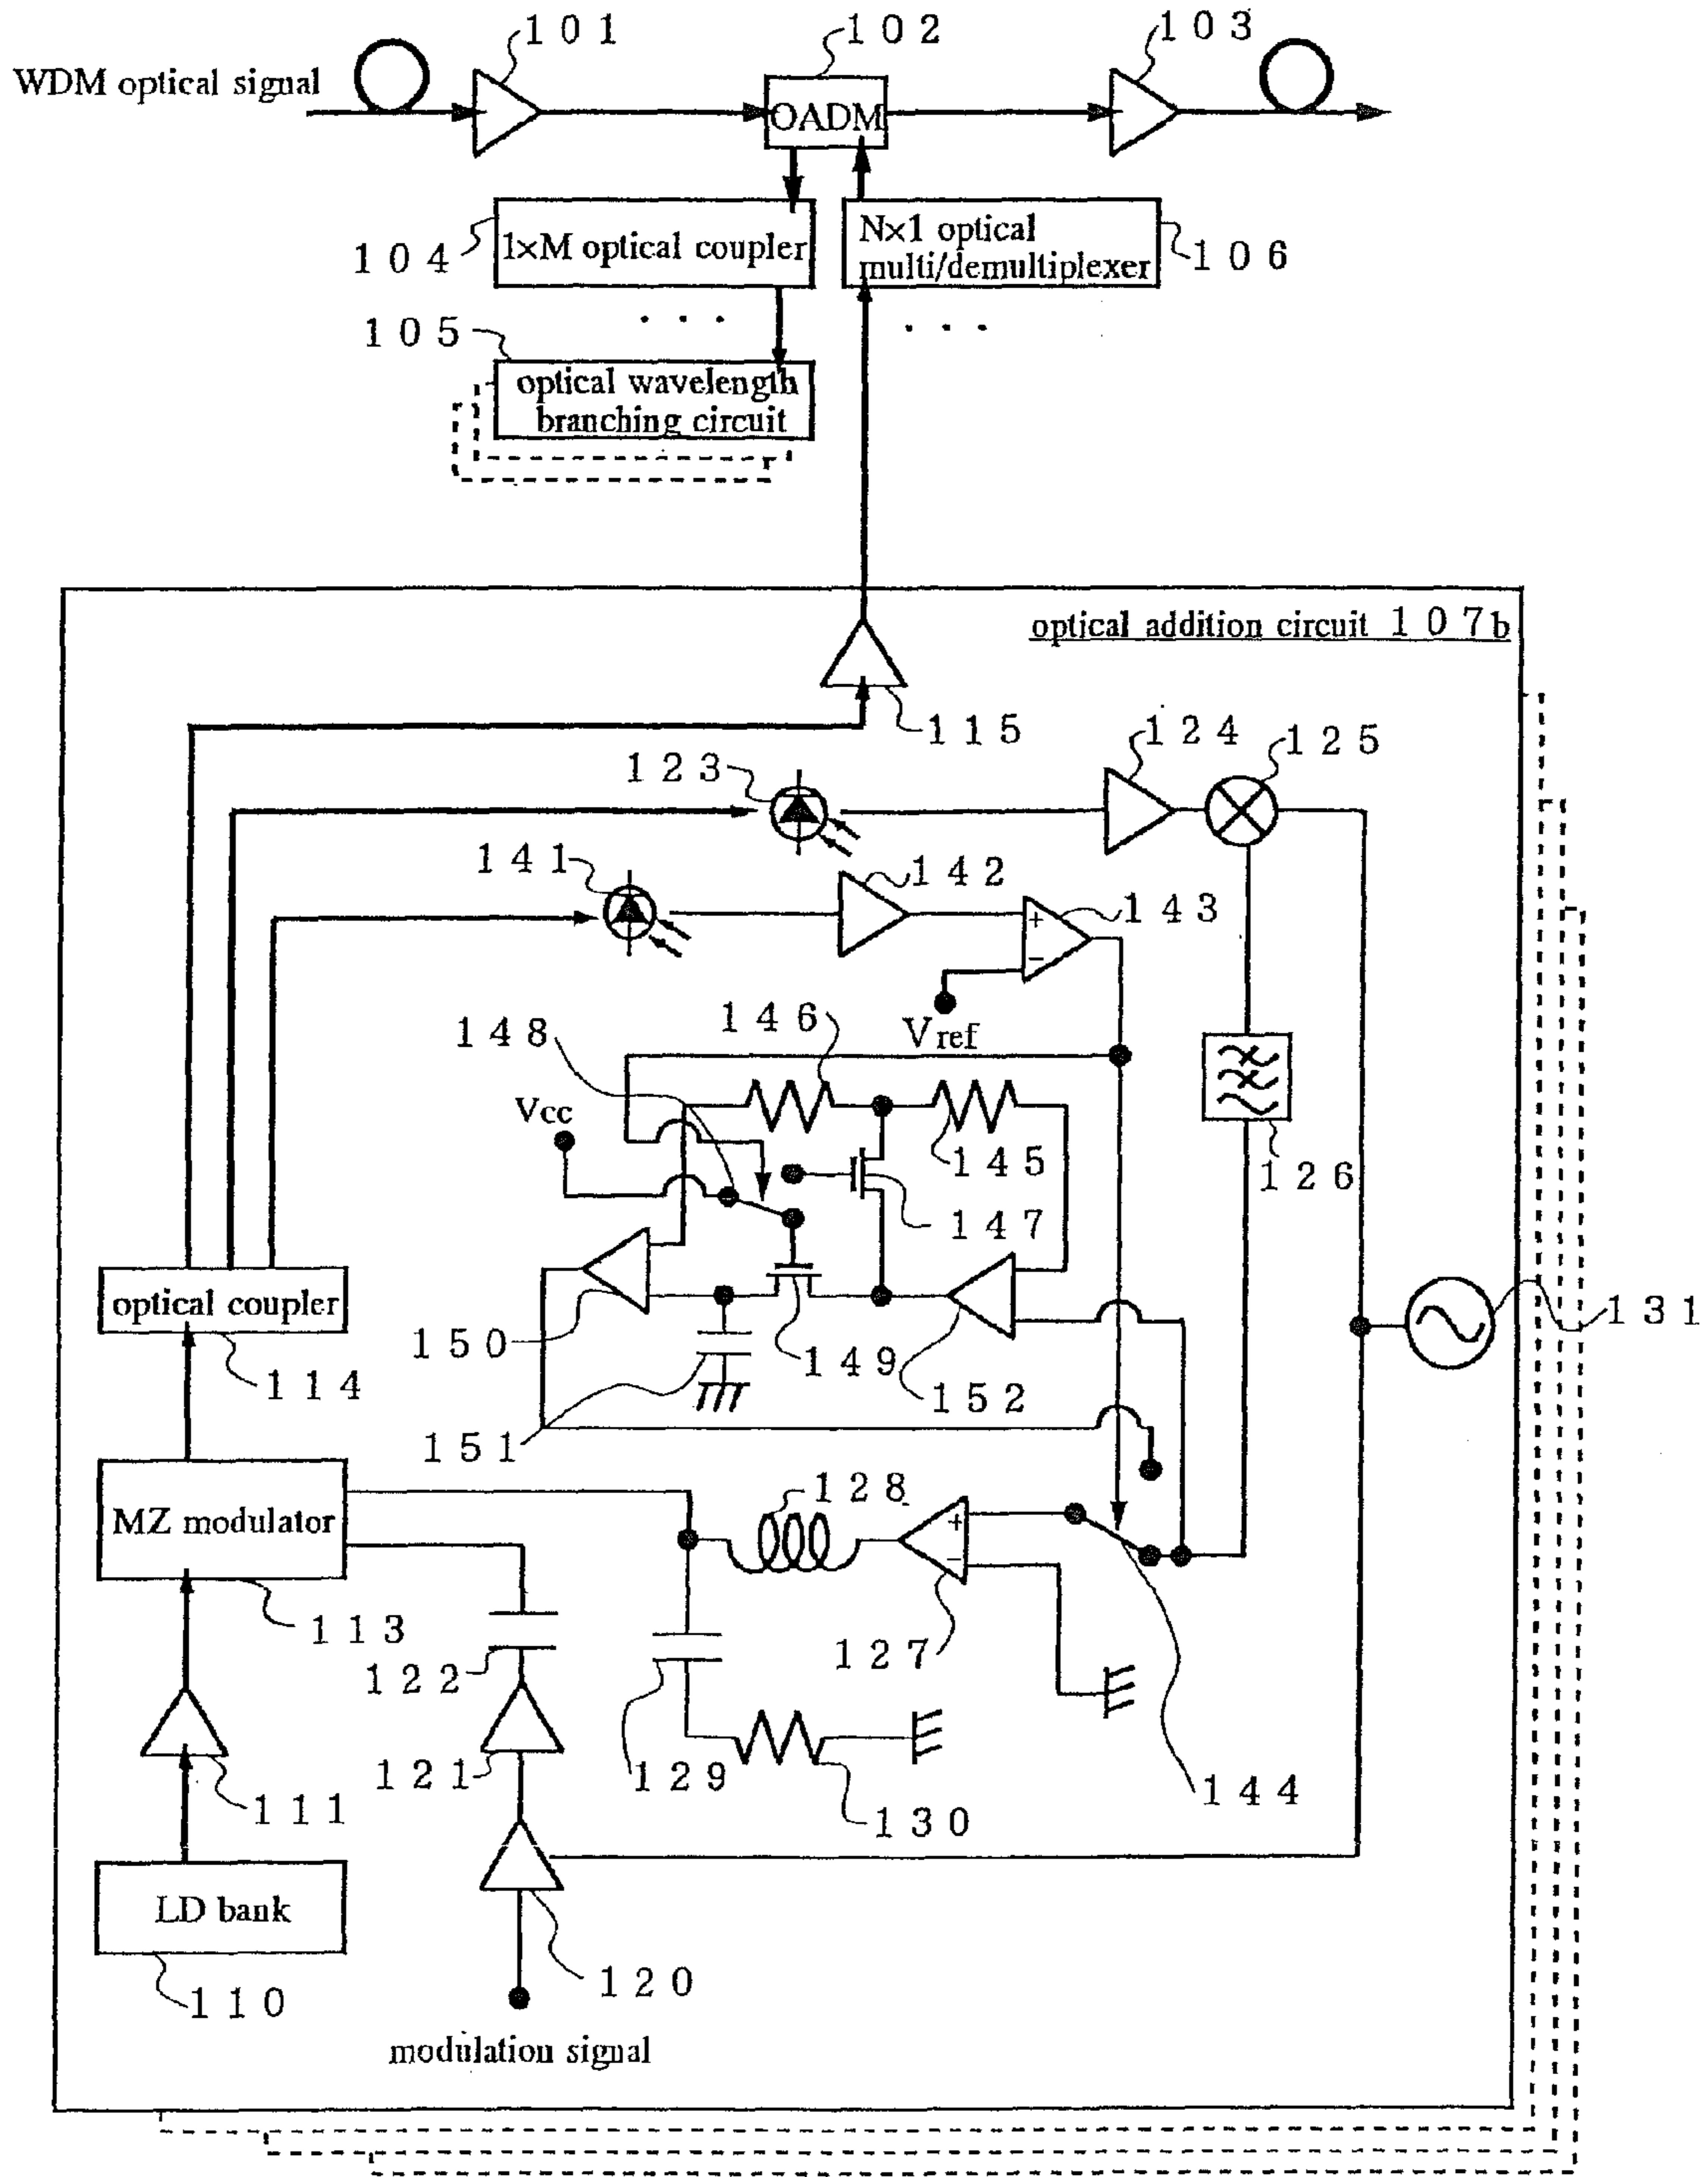 101
102
103
WDM optical signal
OADM
104
1×M optical coupler
N×1 optical
multi/demultiplexer
106
105
optical wavelength
branching circuit
optical addition circuit 107b
115
124
125
123
141
142
143
+
−
Vref
146
148
Vcc
145
126
147
optical coupler
131
150
149
152
114
151
128
MZ modulator
+
−
113
127
122
121
129
144
111
130
LD bank
120
110
modulation signal